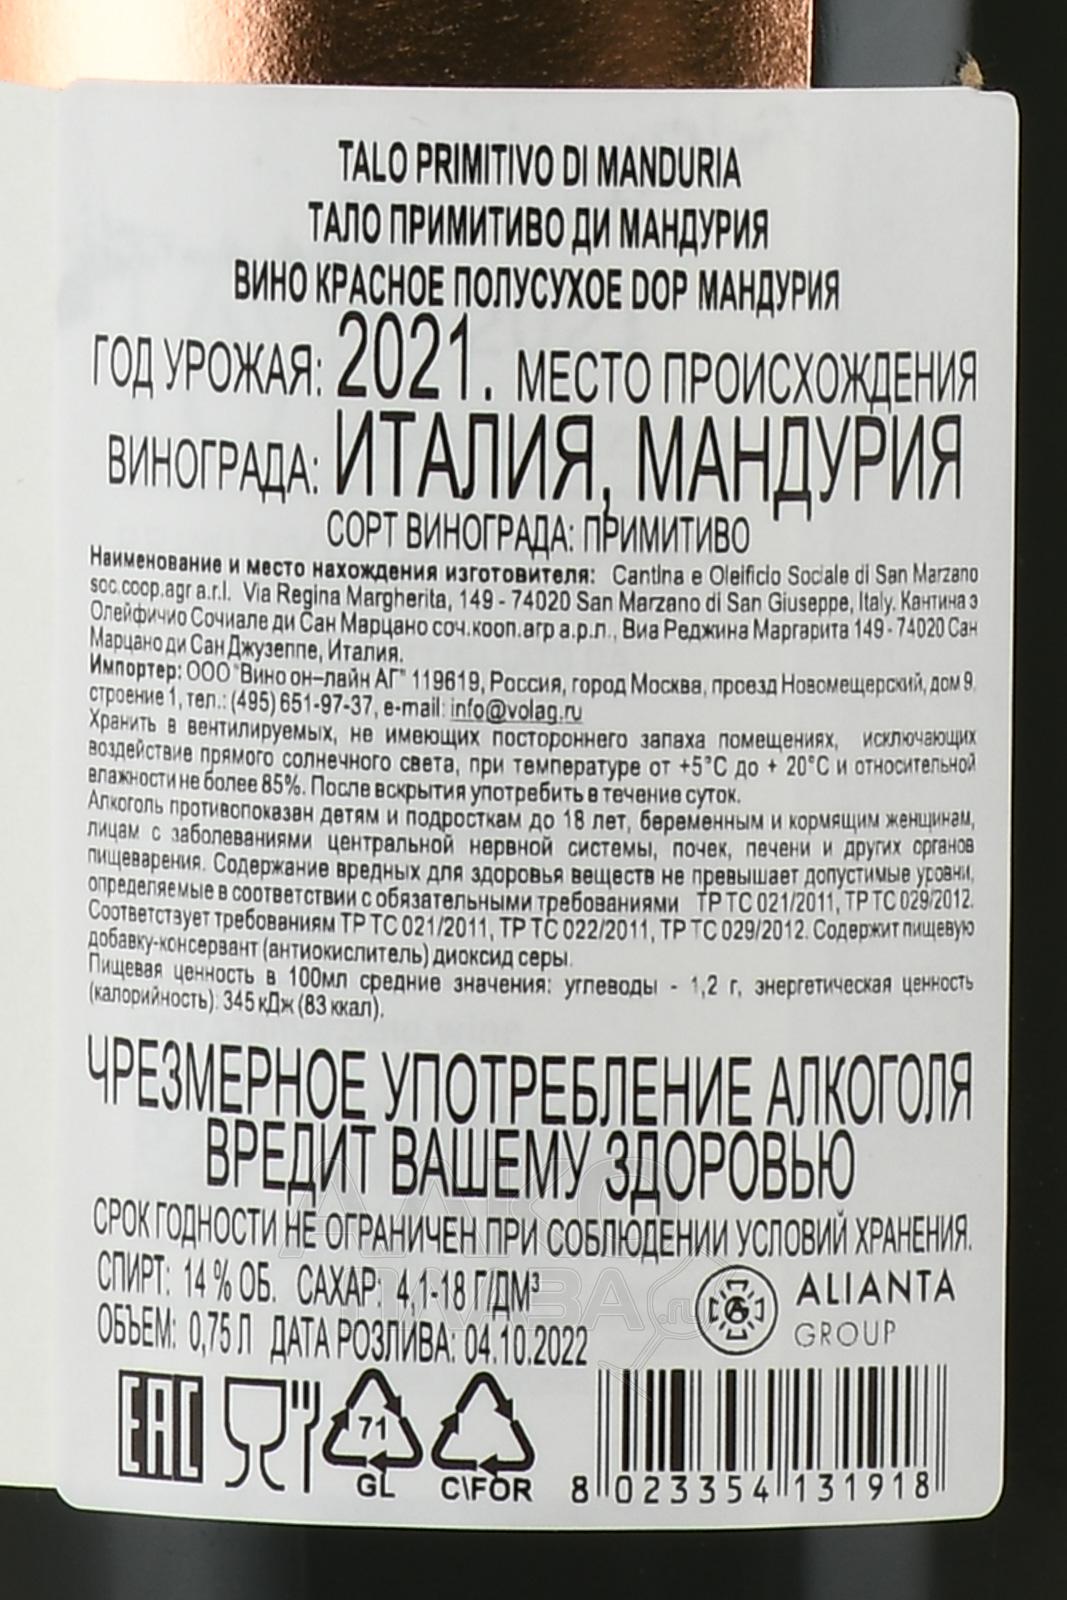 TALO PRIMITIVO DI MANDURIA
ТАЛО ПРИМИТИВО ДИ МАНДУРИЯ
ВИНО КРАСНОЕ ПОЛУСУХОЕ DOP МАНДУРИЯ
ГОД УРОЖАЯ: 2021. МЕСТО ПРОИСХОЖДЕНИЯ
ВИНОГРАДА: ИТАЛИЯ, МАНДУРИЯ
СОРТ ВИНОГРАДА: ПРИМИТИВО
Наименование и место нахождения изготовителя: Cantina e Oleificio Sociale di San Marzano
soc.coop.agr a.r.l. Via Regina Margherita, 149 - 74020 San Marzano di San Giuseppe, Italy. Кантина э
Олейфичио Сочиале ди Сан Марцано соч.кооп.агр а.р.л., Виа Реджина Маргарита 149 - 74020 Сан
Марцано ди Сан Джузеппе, Италия.
Импортер: ООО "Вино он–лайн АГ" 119619, Россия, город Москва, проезд Новомещерский, дом 9,
строение 1, тел.: (495) 651-97-37, e-mail: info@volag.ru
Хранить в вентилируемых, не имеющих постороннего запаха помещениях, исключающих
воздействие прямого солнечного света, при температуре от +5°С до + 20°С и относительной
влажности не более 85%. После вскрытия употребить в течение суток.
Алкоголь противопоказан детям и подросткам до 18 лет, беременным и кормящим женщинам,
лицам с заболеваниями центральной нервной системы, почек, печени и других органов
пищеварения. Содержание вредных для здоровья веществ не превышает допустимые уровни,
определяемые в соответствии с обязательными требованиями ТР ТС 021/2011, ТР ТС 029/2012.
Соответствует требованиям ТР ТС 021/2011, ТР ТС 022/2011, ТР ТС 029/2012. Содержит пищевую
добавку-консервант (антиокислитель) диоксид серы.
Пищевая ценность в 100мл средние значения: углеводы - 1,2 г, энергетическая ценность
(калорийность): 345 кДж (83 ккал).
ЧРЕЗМЕРНОЕ УПОТРЕБЛЕНИЕ АЛКОГОЛЯ
ВРЕДИТ ВАШЕМУ ЗДОРОВЬЮ
СРОК ГОДНОСТИ НЕ ОГРАНИЧЕН ПРИ СОБЛЮДЕНИИ УСЛОВИЙ ХРАНЕНИЯ.
СПИРТ: 14 % ОБ. САХАР: 4,1-18 Г/ДМ³
ОБЪЕМ: 0,75 Л ДАТА РОЗЛИВА: 04.10.2022
ALIANTA
GROUP
АЛКО
ПЛАЗА.ru
EAC
71
GL
C\FOR
8 023354 131918